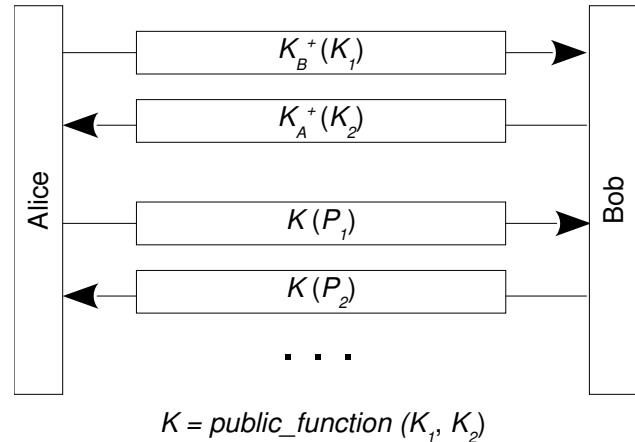 K_B^+ (K_1)
K_A^+ (K_2)
Alice
Bob
K (P_1)
K (P_2)
. . .
K = public_function (K_1, K_2)